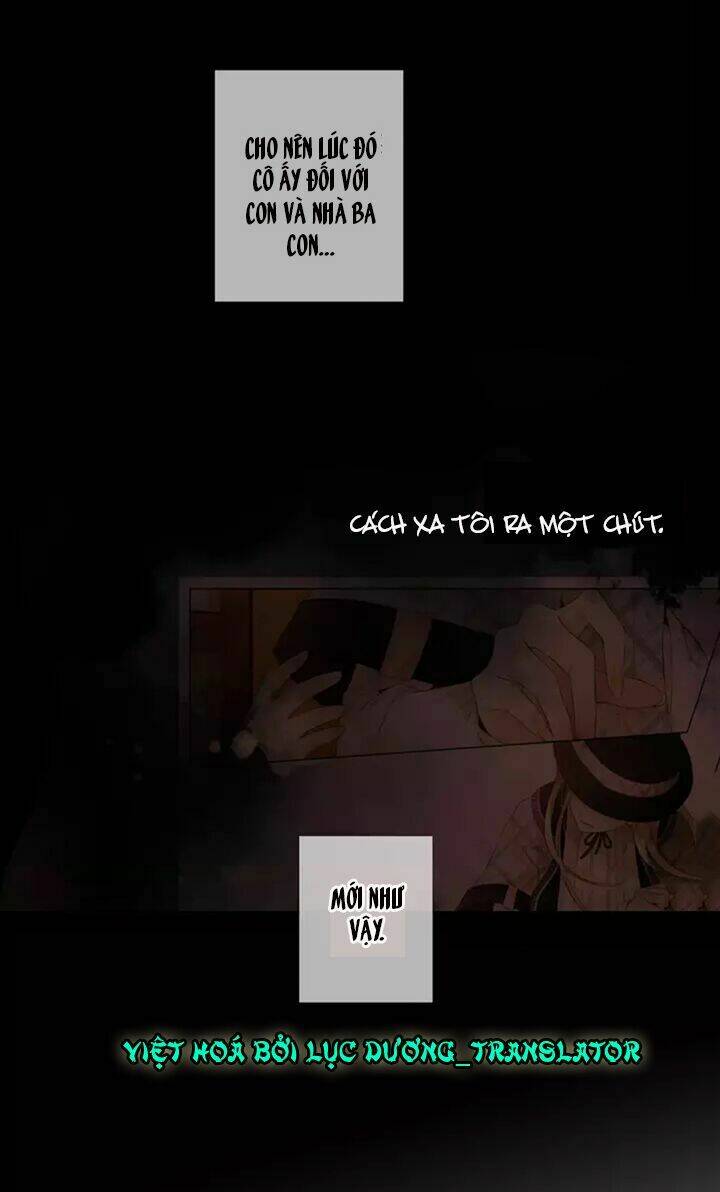 CHO NÊN LÚC ĐÓ
CÔ ẤY ĐỐI VỚI
CON VÀ NHÀ BA
CON...
CÁCH XA TÔI RA MỘT CHÚT.
MỚI NHƯ
VẬY.
VIỆT HOÁ BỞI LỤC DƯƠNG_TRANSLATOR